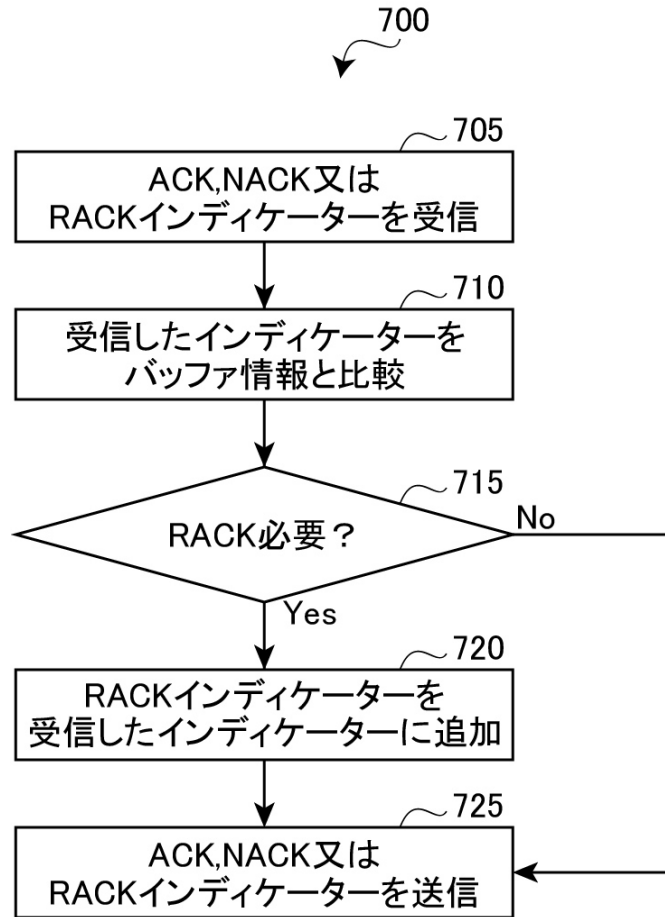 700
705
ACK,NACK又は
RACKインディケーターを受信
710
受信したインディケーターを
バッファ情報と比較
715
RACK必要？
No
Yes
720
RACKインディケーターを
受信したインディケーターに追加
725
ACK,NACK又は
RACKインディケーターを送信